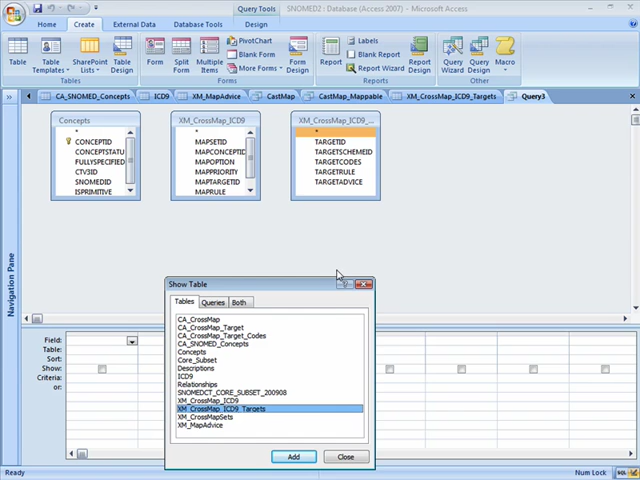 Query Tools
SNOMED2 : Database (Access 2007) - Microsoft Access
Home
Create
External Data
Database Tools
Design
Table
Table Templates
SharePoint Lists
Table Design
Tables
Form
Split Form
Multiple Items
PivotChart
Blank Form
More Forms
Form Design
Forms
Report
Labels
Blank Report
Report Wizard
Report Design
Reports
Query Wizard
Query Design
Macro
Other
CA_SNOMED_Concepts
ICD9
XM_MapAdvice
CastMap
CastMap_Mappable
XM_CrossMap_ICD9_Targets
Query3
Navigation Pane
Concepts
*
CONCEPTID
CONCEPTSTATU
FULLYSPECIFIED
CTV3ID
SNOMEDID
ISPRIMITIVE
XM_CrossMap_ICD9
*
MAPSETID
MAPCONCEPTID
MAPOPTION
MAPPRIORITY
MAPTARGETID
MAPRULE
XM_CrossMap_ICD9_...
*
TARGETID
TARGETSCHEMEID
TARGETCODES
TARGETRULE
TARGETADVICE
Show Table
Tables
Queries
Both
CA_CrossMap
CA_CrossMap_Target
CA_CrossMap_Target_Codes
CA_SNOMED_Concepts
Concepts
Core_Subset
Descriptions
ICD9
Relationships
SNOMEDCT_CORE_SUBSET_200908
XM_CrossMap_ICD9
XM_CrossMap_ICD9_Targets
XM_CrossMapSets
XM_MapAdvice
Add
Close
Field:
Table:
Sort:
Show:
Criteria:
or:
Ready
Num Lock
SQL